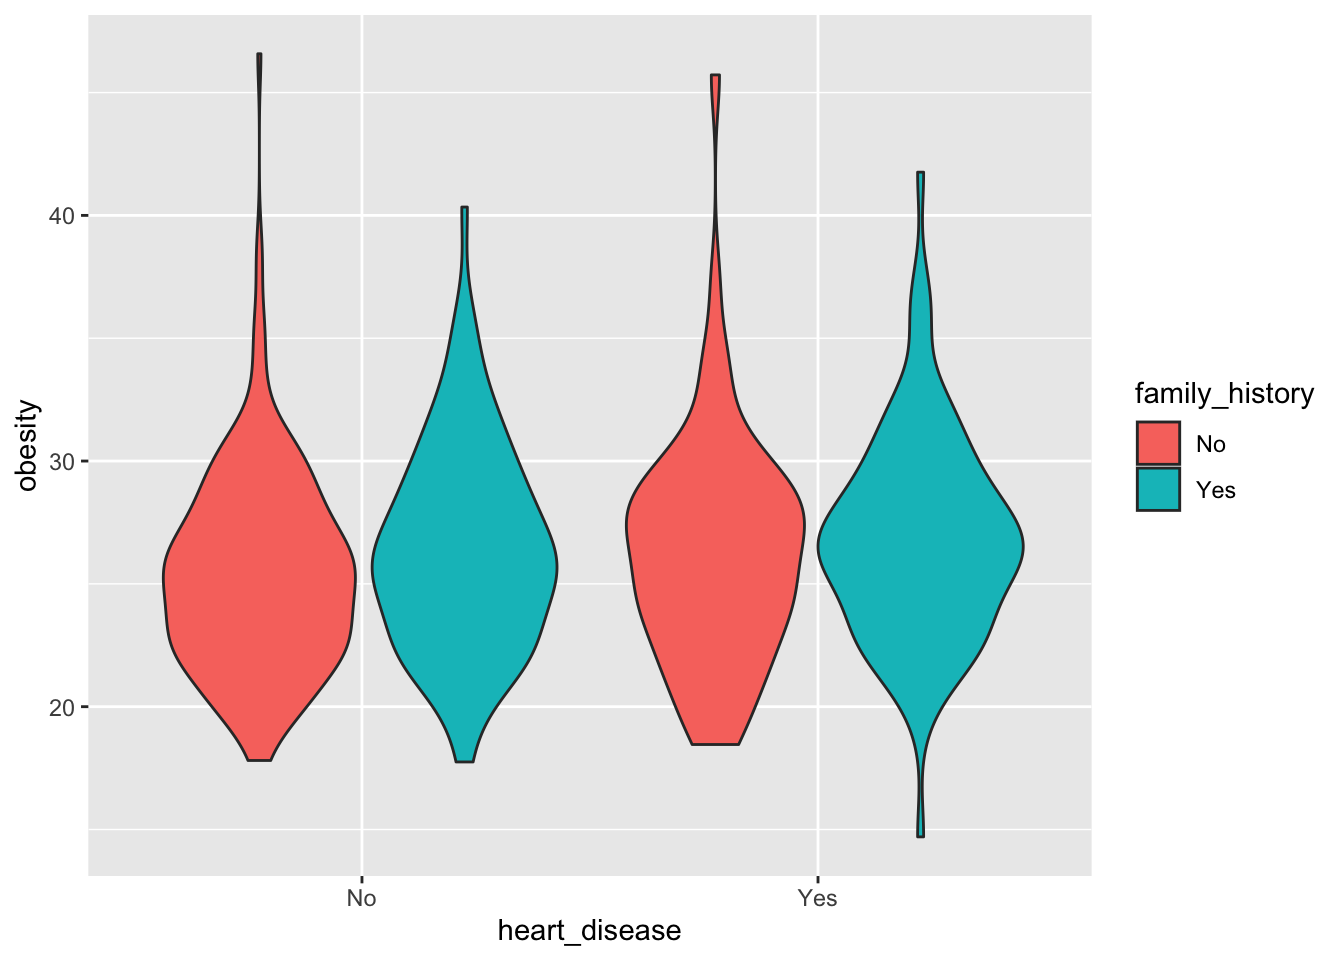 40
30
20
obesity
No
Yes
heart_disease
family_history
No
Yes